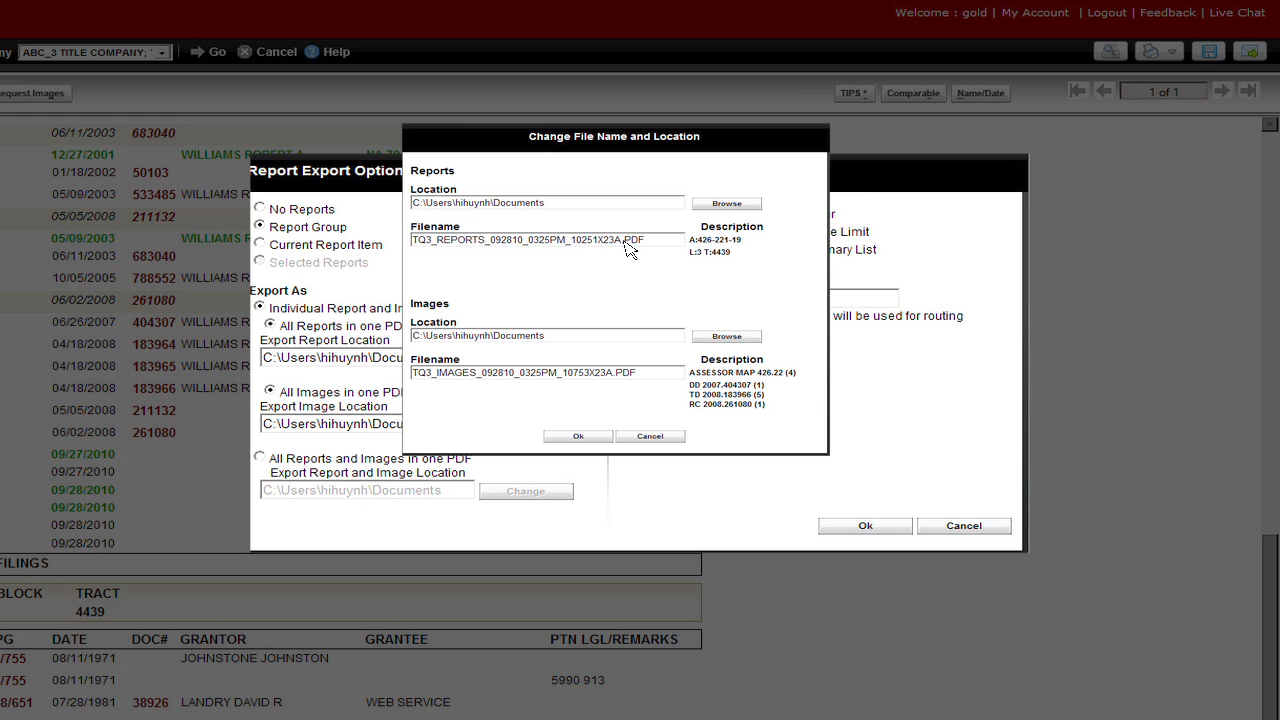 Welcome : gold | My Account | Logout | Feedback | Live Chat
ny ABC_3 TITLE COMPANY; Go Cancel Help
equest Images TIPS * Comparable Name/Date 1 of 1
06/11/2003 683040
12/27/2001 WILLIAMS ROBERT A
01/18/2002 50103
05/09/2003 533485 WILLIAMS R
05/05/2008 211132
05/09/2003 WILLIAMS R
06/11/2003 683040
10/05/2005 788552 WILLIAMS R
06/02/2008 261080
06/26/2007 404307 WILLIAMS R
04/18/2008 183964 WILLIAMS R
04/18/2008 183965 WILLIAMS R
04/18/2008 183966 WILLIAMS R
05/05/2008 211132
06/02/2008 261080
09/27/2010
09/27/2010
09/28/2010
09/28/2010
09/28/2010
09/28/2010
Report Export Option
No Reports
Report Group
Current Report Item
Selected Reports
Export As
Individual Report and I
All Reports in one PD
Export Report Location
C:\Users\hihuynh\Docu
All Images in one PD
Export Image Location
C:\Users\hihuynh\Docu
All Reports and Images in one PDF
Export Report and Image Location
C:\Users\hihuynh\Documents Change
r
e Limit
nary List
will be used for routing
Ok Cancel
Change File Name and Location
Reports
Location
C:\Users\hihuynh\Documents Browse
Filename Description
TQ3_REPORTS_092810_0325PM_10251X23A.PDF A:426-221-19
L:3 T:4439
Images
Location
C:\Users\hihuynh\Documents Browse
Filename Description
TQ3_IMAGES_092810_0325PM_10753X23A.PDF ASSESSOR MAP 426.22 (4)
DD 2007.404307 (1)
TD 2008.183966 (5)
RC 2008.261080 (1)
Ok Cancel
FILINGS
BLOCK TRACT
4439
PG DATE DOC# GRANTOR GRANTEE PTN LGL/REMARKS
/755 08/11/1971 JOHNSTONE JOHNSTON
/755 08/11/1971 5990 913
8/651 07/28/1981 38926 LANDRY DAVID R WEB SERVICE